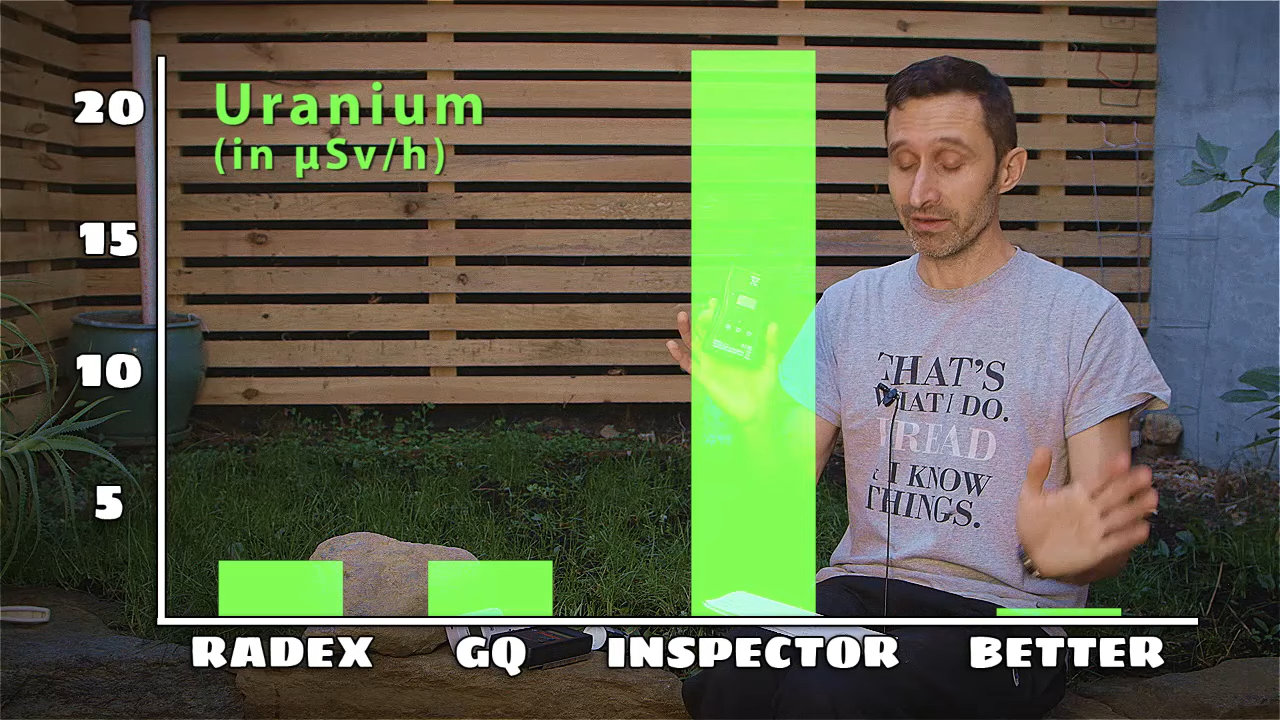 20
Uranium
(in µSv/h)
15
10
5
THAT'S
WHAT I DO.
I READ
& I KNOW
THINGS.
RADEX
GQ
INSPECTOR
BETTER